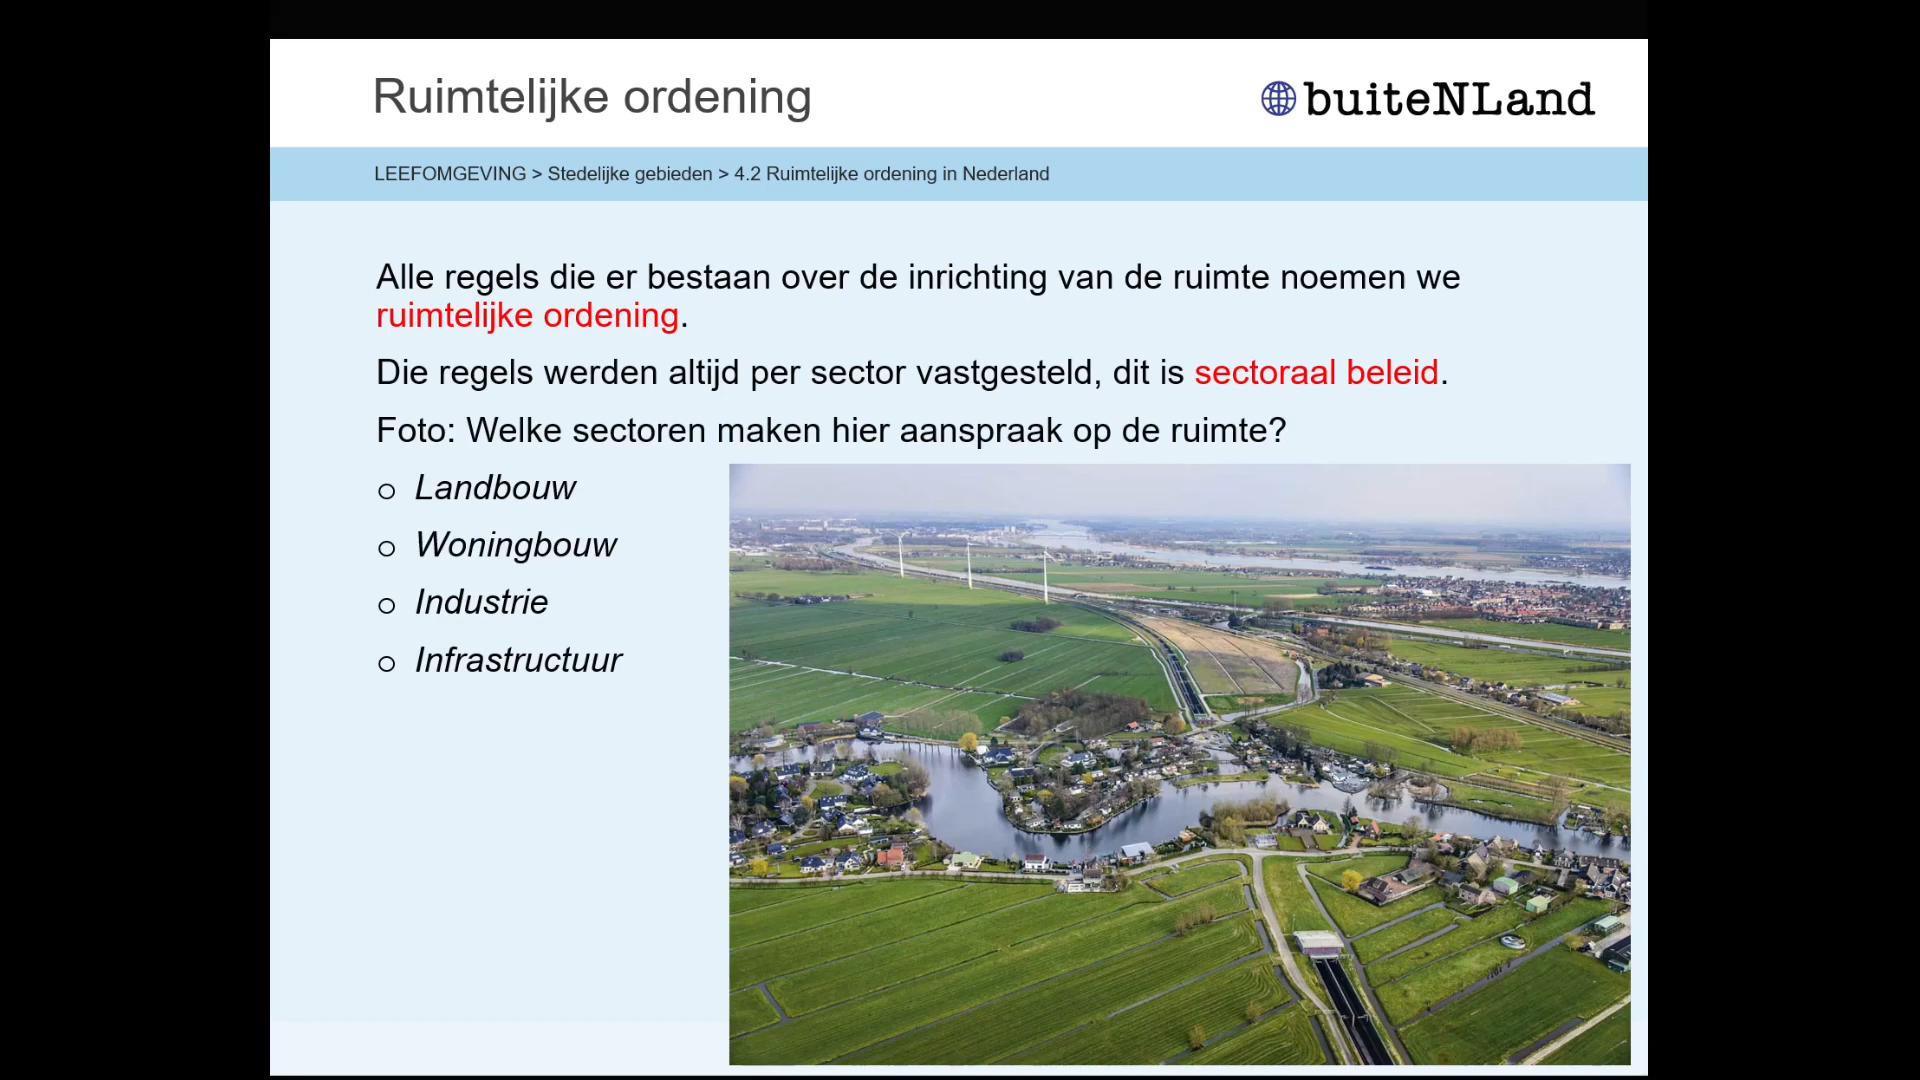 Ruimtelijke ordening
buiteNLand
LEEFOMGEVING > Stedelijke gebieden > 4.2 Ruimtelijke ordening in Nederland
Alle regels die er bestaan over de inrichting van de ruimte noemen we
ruimtelijke ordening.
Die regels werden altijd per sector vastgesteld, dit is sectoraal beleid.
Foto: Welke sectoren maken hier aanspraak op de ruimte?
o Landbouw
o Woningbouw
o Industrie
o Infrastructuur